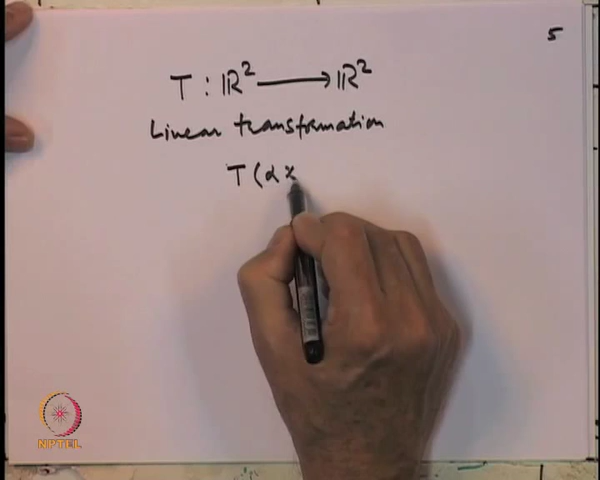 5
T : ℝ² ⟶ ℝ²
Linear transformation
T(αx
NPTEL